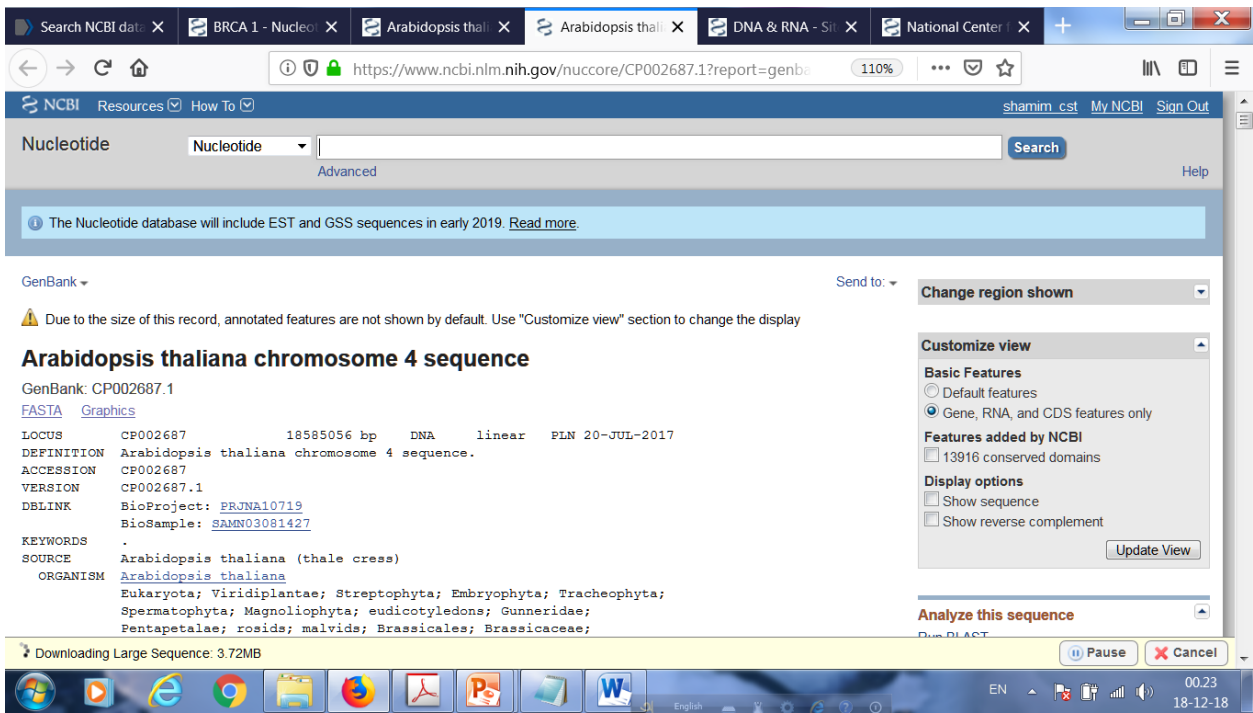 Search NCBI data
BRCA 1 - Nucleot
Arabidopsis thali
Arabidopsis thali
DNA & RNA - Sit
National Center f
https://www.ncbi.nlm.nih.gov/nuccore/CP002687.1?report=genba
110%
NCBI Resources How To
shamim_cst My NCBI Sign Out
Nucleotide
Nucleotide
Search
Advanced
Help
The Nucleotide database will include EST and GSS sequences in early 2019. Read more.
GenBank
Send to:
Due to the size of this record, annotated features are not shown by default. Use "Customize view" section to change the display
Arabidopsis thaliana chromosome 4 sequence
GenBank: CP002687.1
FASTA Graphics
LOCUS CP002687 18585056 bp DNA linear PLN 20-JUL-2017
DEFINITION Arabidopsis thaliana chromosome 4 sequence.
ACCESSION CP002687
VERSION CP002687.1
DBLINK BioProject: PRJNA10719
BioSample: SAMN03081427
KEYWORDS .
SOURCE Arabidopsis thaliana (thale cress)
ORGANISM Arabidopsis thaliana
Eukaryota; Viridiplantae; Streptophyta; Embryophyta; Tracheophyta;
Spermatophyta; Magnoliophyta; eudicotyledons; Gunneridae;
Pentapetalae; rosids; malvids; Brassicales; Brassicaceae;
Change region shown
Customize view
Basic Features
Default features
Gene, RNA, and CDS features only
Features added by NCBI
13916 conserved domains
Display options
Show sequence
Show reverse complement
Update View
Analyze this sequence
Run BLAST
Downloading Large Sequence: 3.72MB
Pause
Cancel
English
EN
00.23
18-12-18